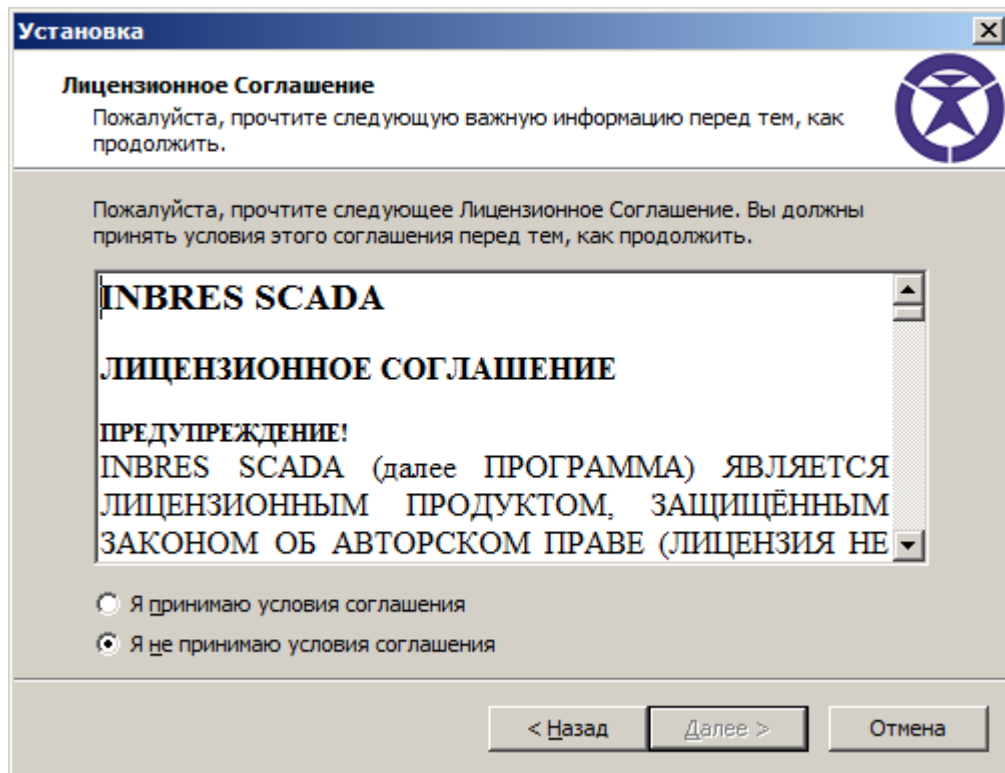 Установка
Лицензионное Соглашение
Пожалуйста, прочтите следующую важную информацию перед тем, как
продолжить.
Пожалуйста, прочтите следующее Лицензионное Соглашение. Вы должны
принять условия этого соглашения перед тем, как продолжить.
INBRES SCADA
ЛИЦЕНЗИОННОЕ СОГЛАШЕНИЕ
ПРЕДУПРЕЖДЕНИЕ!
INBRES SCADA (далее ПРОГРАММА) ЯВЛЯЕТСЯ
ЛИЦЕНЗИОННЫМ ПРОДУКТОМ, ЗАЩИЩЁННЫМ
ЗАКОНОМ ОБ АВТОРСКОМ ПРАВЕ (ЛИЦЕНЗИЯ НЕ
Я принимаю условия соглашения
Я не принимаю условия соглашения
< Назад Далее > Отмена